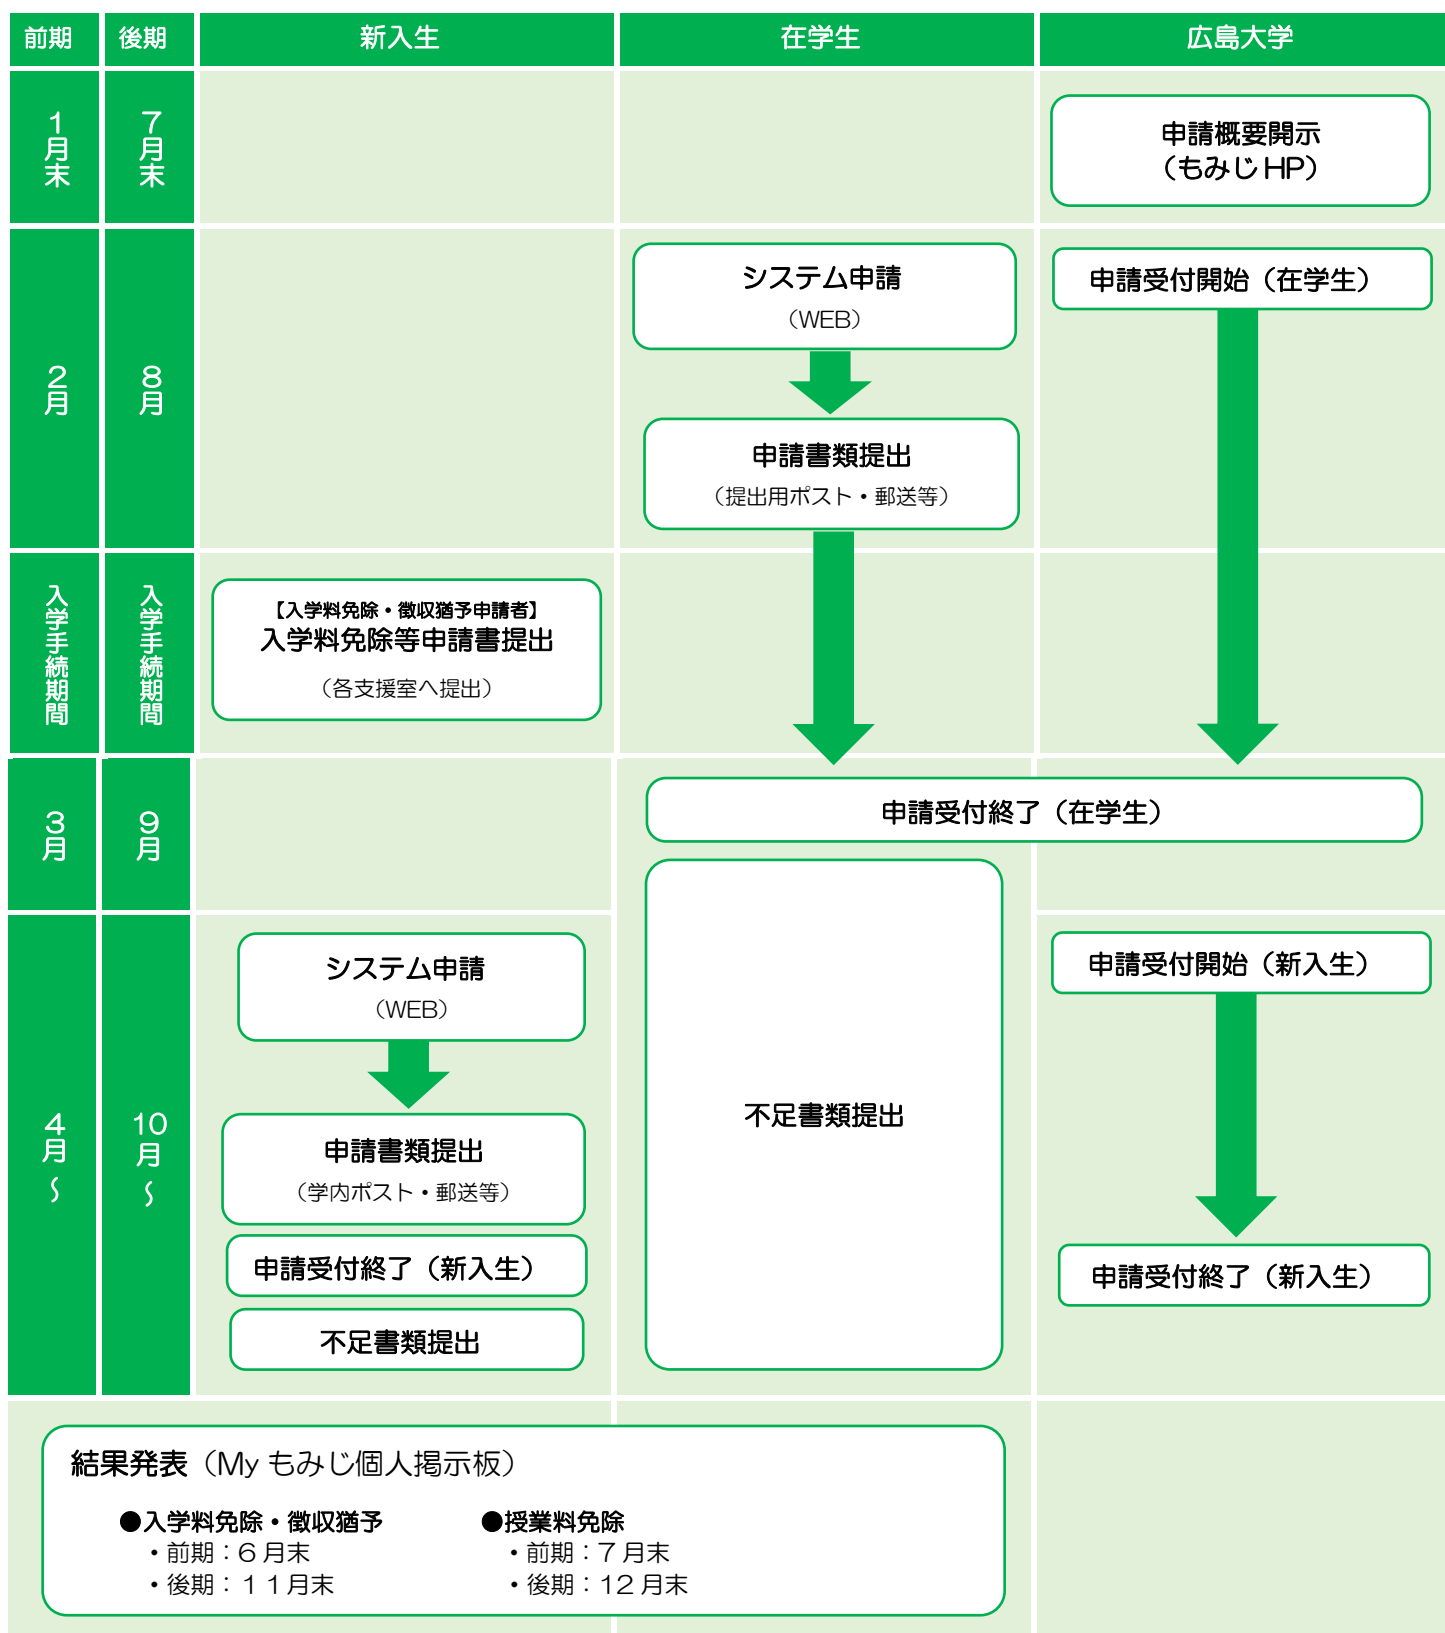 前期 後期 新入生 在学生 広島大学
1月末 7月末
申請概要開示
（もみじ HP）
2月 8月
システム申請
（WEB）
申請受付開始（在学生）
申請書類提出
（提出用ポスト・郵送等）
入学手続期間 入学手続期間
【入学料免除・徴収猶予申請者】
入学料免除等申請書提出
（各支援室へ提出）
3月 9月
申請受付終了（在学生）
4月～ 10月～
システム申請
（WEB）
申請書類提出
（学内ポスト・郵送等）
申請受付終了（新入生）
不足書類提出
不足書類提出
申請受付開始（新入生）
申請受付終了（新入生）
結果発表（My もみじ個人掲示板）
●入学料免除・徴収猶予
・前期：6 月末
・後期：１１月末
●授業料免除
・前期：7 月末
・後期：12 月末